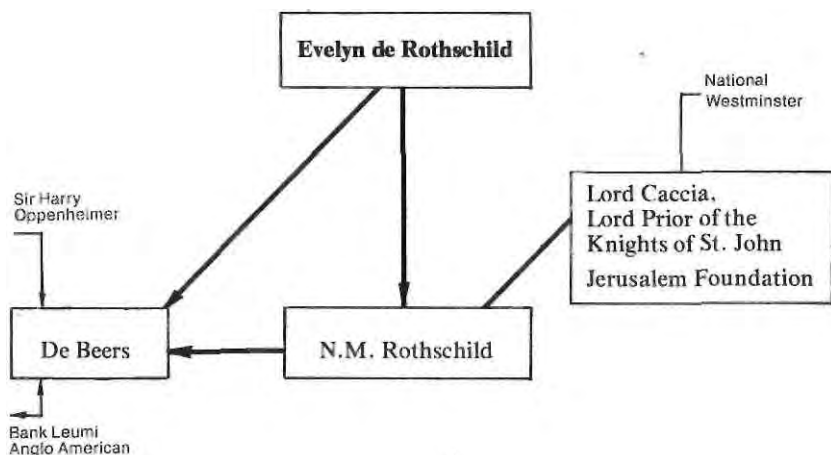 Evelyn de Rothschild
National
Westminster
Sir Harry
Oppenheimer
Lord Caccia,
Lord Prior of the
Knights of St. John
Jerusalem Foundation
De Beers
N.M. Rothschild
Bank Leumi
Anglo American